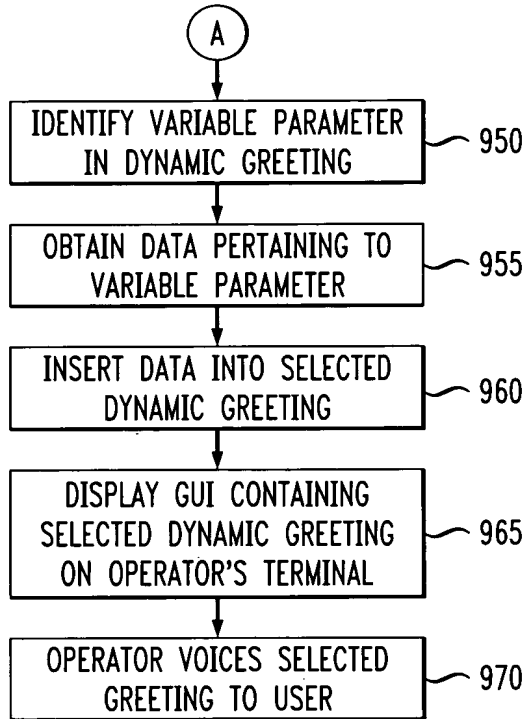 A
IDENTIFY VARIABLE PARAMETER
IN DYNAMIC GREETING
950
OBTAIN DATA PERTAINING TO
VARIABLE PARAMETER
955
INSERT DATA INTO SELECTED
DYNAMIC GREETING
960
DISPLAY GUI CONTAINING
SELECTED DYNAMIC GREETING
ON OPERATOR'S TERMINAL
965
OPERATOR VOICES SELECTED
GREETING TO USER
970